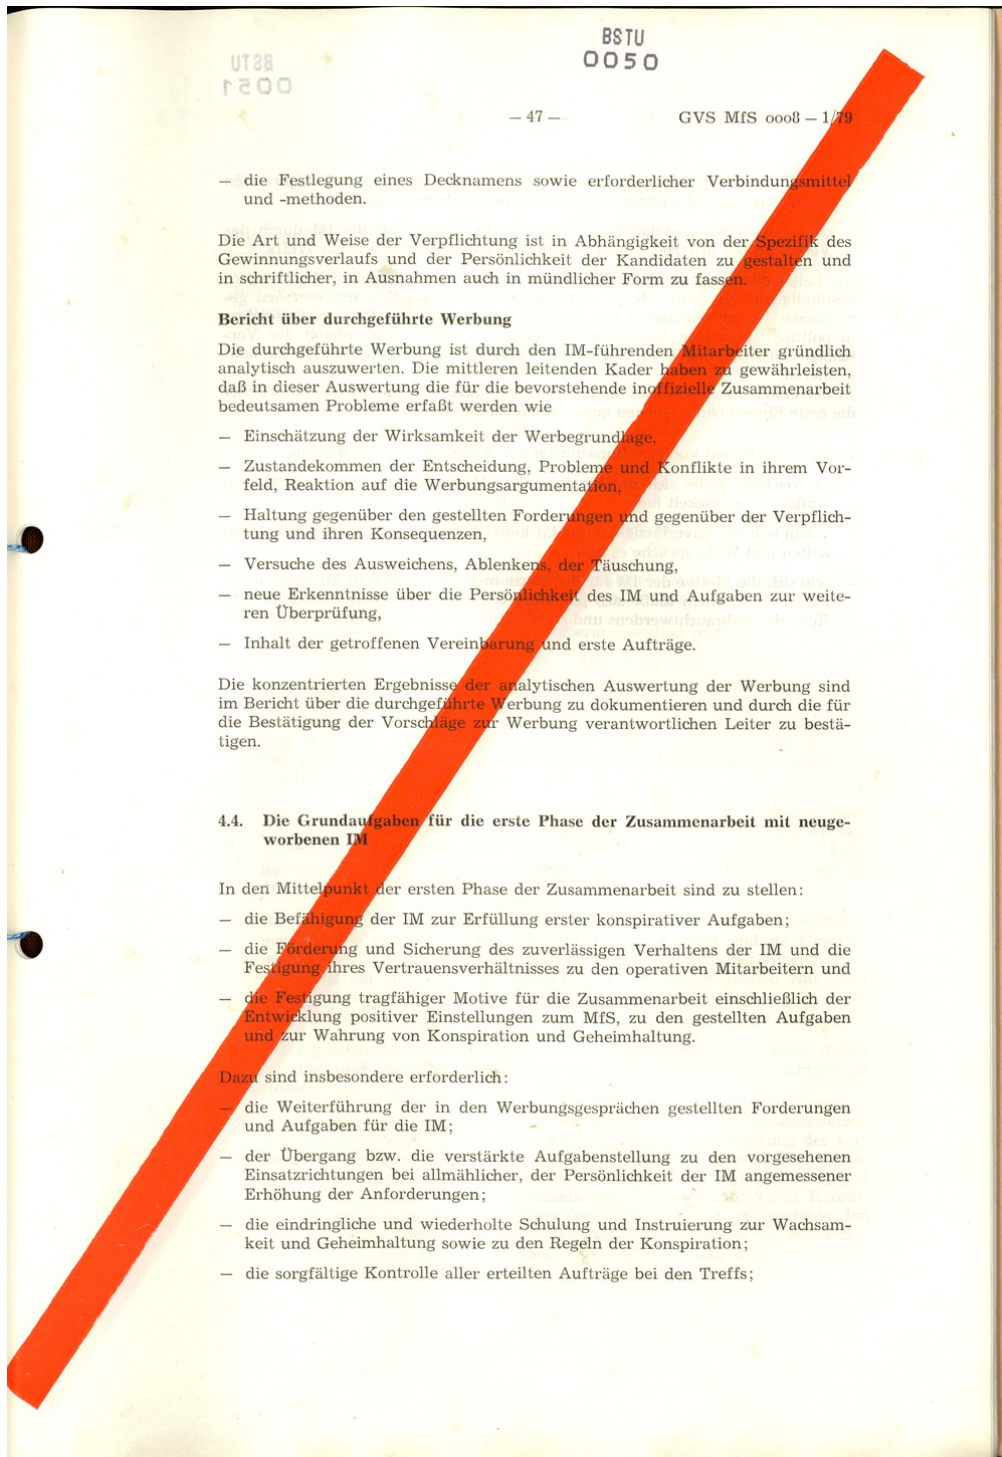 BSTU
0050
BSTU
0051
— 47 —
GVS MfS ooo8 — 1/79
— die Festlegung eines Decknamens sowie erforderlicher Verbindungsmittel
und -methoden.
Die Art und Weise der Verpflichtung ist in Abhängigkeit von der Spezifik des
Gewinnungsverlaufs und der Persönlichkeit der Kandidaten zu gestalten und
in schriftlicher, in Ausnahmen auch in mündlicher Form zu fassen.
Bericht über durchgeführte Werbung
Die durchgeführte Werbung ist durch den IM-führenden Mitarbeiter gründlich
analytisch auszuwerten. Die mittleren leitenden Kader haben zu gewährleisten,
daß in dieser Auswertung die für die bevorstehende inoffizielle Zusammenarbeit
bedeutsamen Probleme erfaßt werden wie
— Einschätzung der Wirksamkeit der Werbegrundlage,
— Zustandekommen der Entscheidung, Probleme und Konflikte in ihrem Vor-
feld, Reaktion auf die Werbungsargumentation,
— Haltung gegenüber den gestellten Forderungen und gegenüber der Verpflich-
tung und ihren Konsequenzen,
— Versuche des Ausweichens, Ablenkens, der Täuschung,
— neue Erkenntnisse über die Persönlichkeit des IM und Aufgaben zur weite-
ren Überprüfung,
— Inhalt der getroffenen Vereinbarung und erste Aufträge.
Die konzentrierten Ergebnisse der analytischen Auswertung der Werbung sind
im Bericht über die durchgeführte Werbung zu dokumentieren und durch die für
die Bestätigung der Vorschläge zur Werbung verantwortlichen Leiter zu bestä-
tigen.
4.4. Die Grundaufgaben für die erste Phase der Zusammenarbeit mit neuge-
worbenen IM
In den Mittelpunkt der ersten Phase der Zusammenarbeit sind zu stellen:
— die Befähigung der IM zur Erfüllung erster konspirativer Aufgaben;
— die Förderung und Sicherung des zuverlässigen Verhaltens der IM und die
Festigung ihres Vertrauensverhältnisses zu den operativen Mitarbeitern und
— die Festigung tragfähiger Motive für die Zusammenarbeit einschließlich der
Entwicklung positiver Einstellungen zum MfS, zu den gestellten Aufgaben
und zur Wahrung von Konspiration und Geheimhaltung.
Dazu sind insbesondere erforderlich:
— die Weiterführung der in den Werbungsgesprächen gestellten Forderungen
und Aufgaben für die IM;
— der Übergang bzw. die verstärkte Aufgabenstellung zu den vorgesehenen
Einsatzrichtungen bei allmählicher, der Persönlichkeit der IM angemessener
Erhöhung der Anforderungen;
— die eindringliche und wiederholte Schulung und Instruierung zur Wachsam-
keit und Geheimhaltung sowie zu den Regeln der Konspiration;
— die sorgfältige Kontrolle aller erteilten Aufträge bei den Treffs;